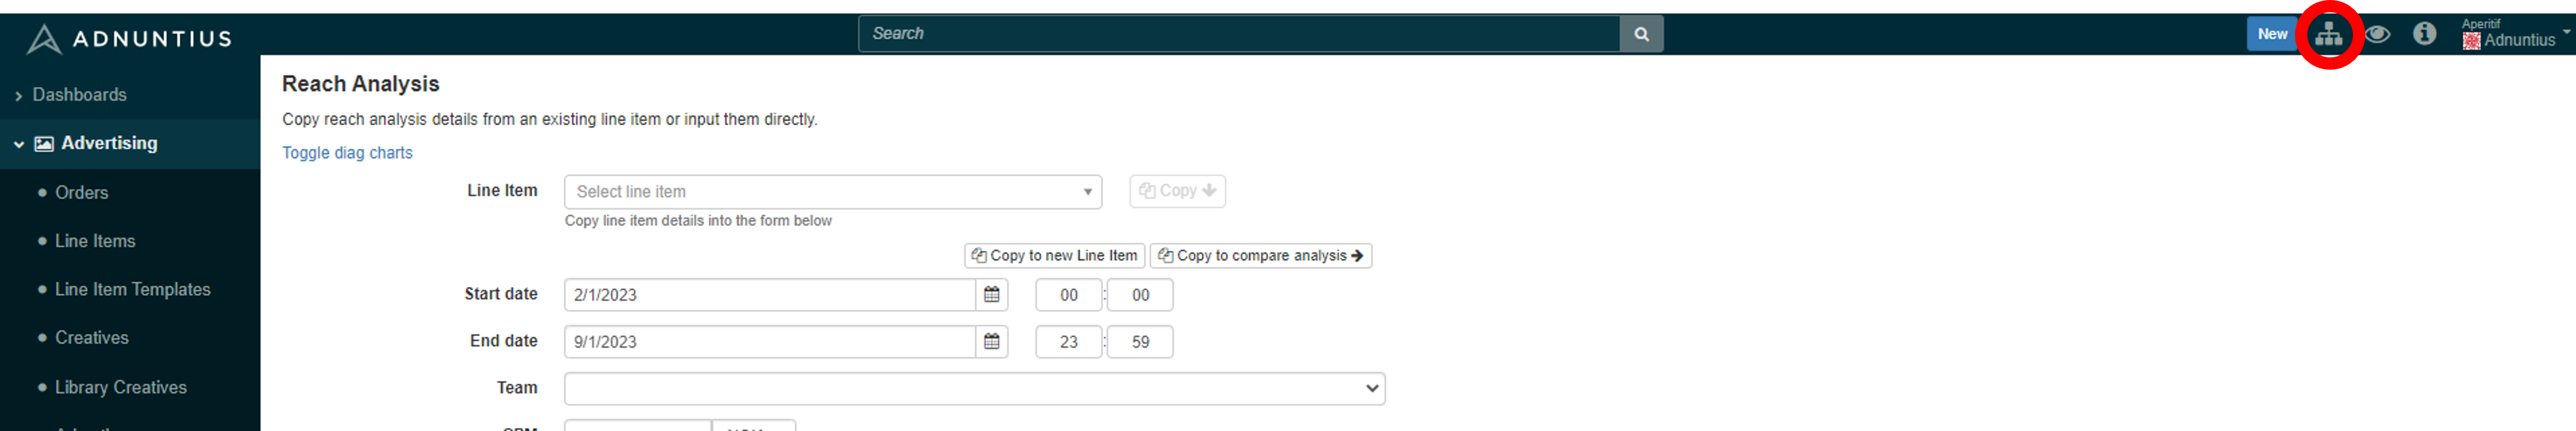 ADNUNTIUS
Search
New
Aperitif
Adnuntius
Dashboards
Advertising
Orders
Line Items
Line Item Templates
Creatives
Library Creatives
Reach Analysis
Copy reach analysis details from an existing line item or input them directly.
Toggle diag charts
Line Item
Select line item
Copy
Copy line item details into the form below
Copy to new Line Item
Copy to compare analysis
Start date
2/1/2023
00 : 00
End date
9/1/2023
23 : 59
Team